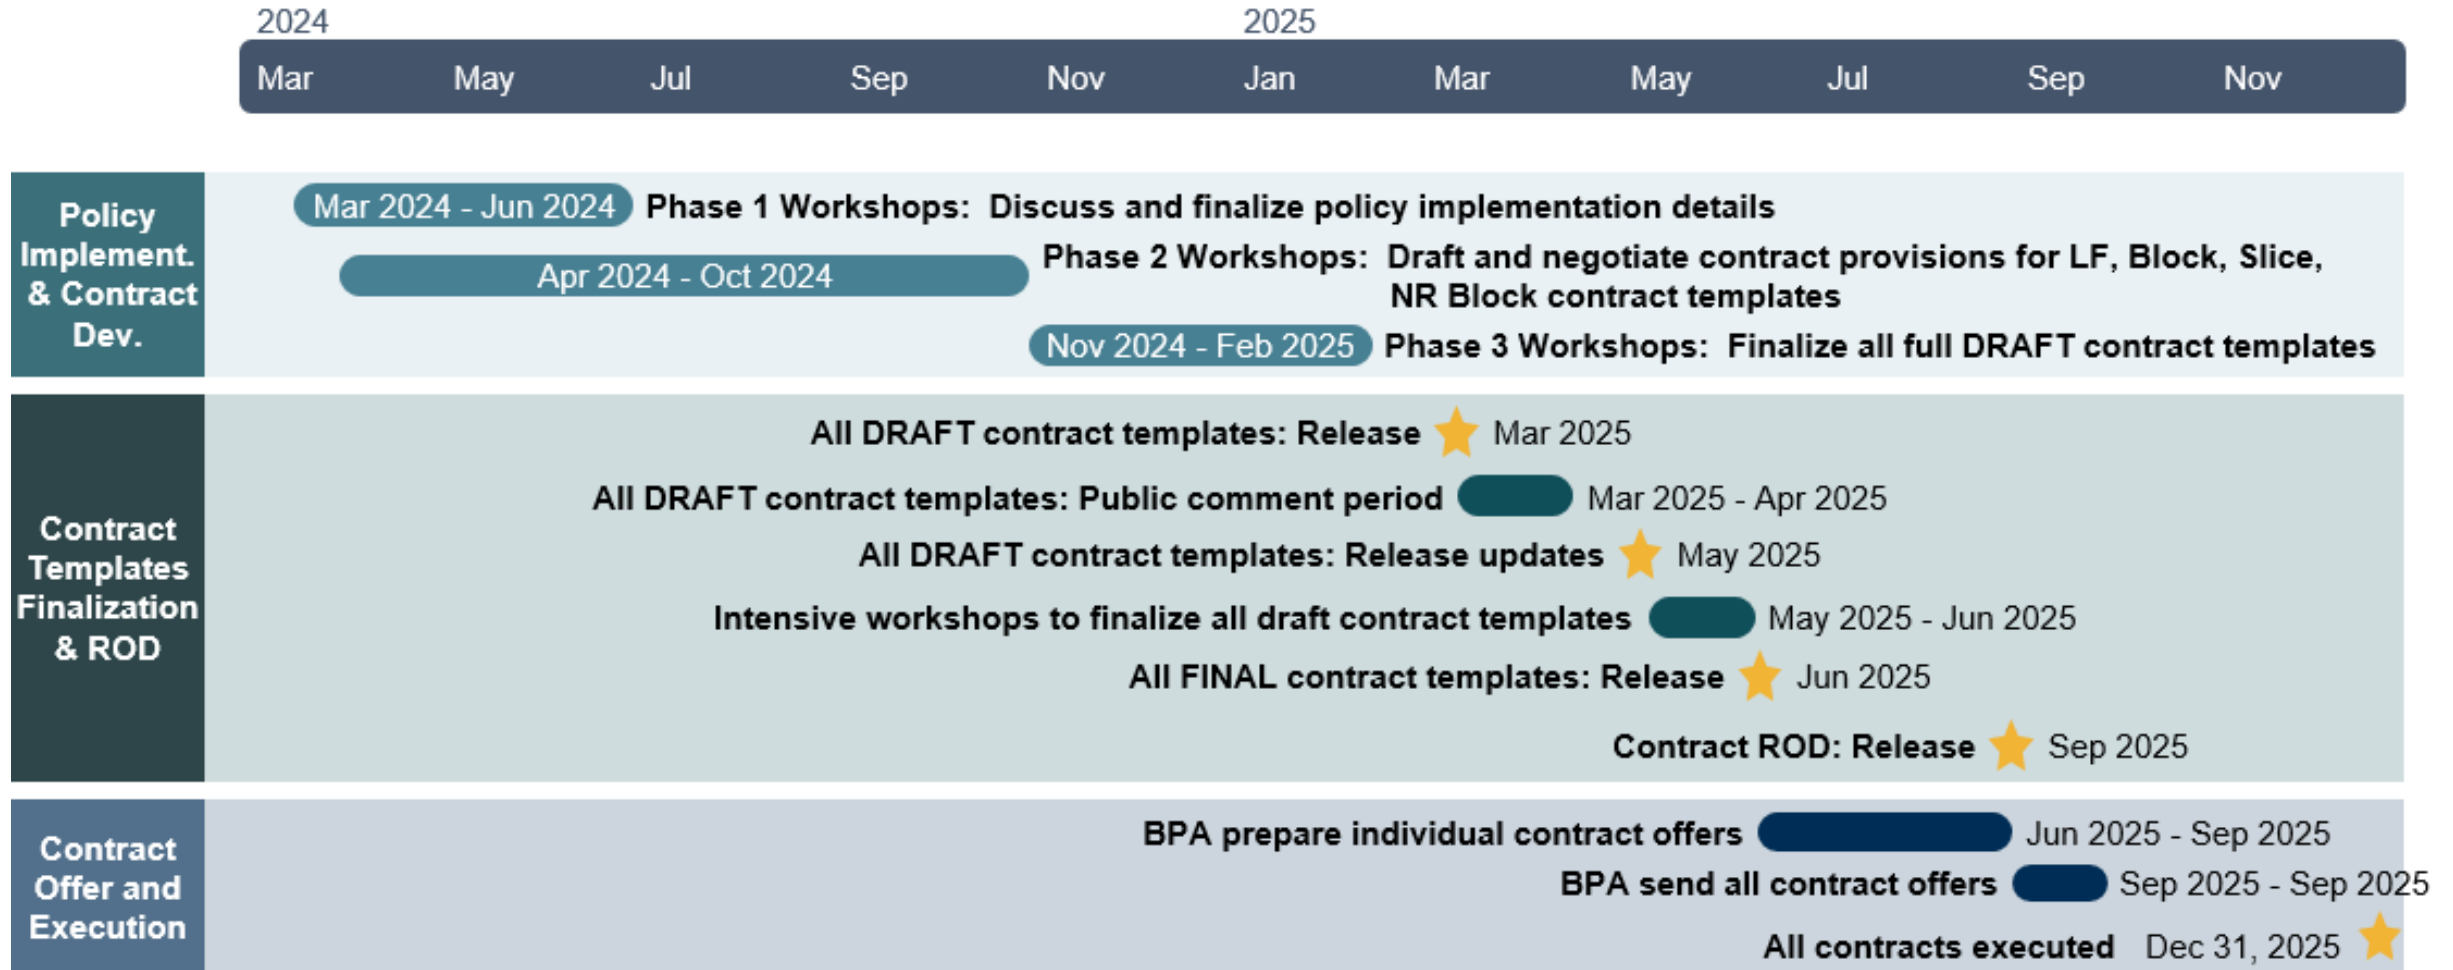 2024 2025
Mar May Jul Sep Nov Jan Mar May Jul Sep Nov
Policy
Implement.
& Contract
Dev.
Mar 2024 - Jun 2024 Phase 1 Workshops: Discuss and finalize policy implementation details
Apr 2024 - Oct 2024 Phase 2 Workshops: Draft and negotiate contract provisions for LF, Block, Slice,
NR Block contract templates
Nov 2024 - Feb 2025 Phase 3 Workshops: Finalize all full DRAFT contract templates
Contract
Templates
Finalization
& ROD
All DRAFT contract templates: Release Mar 2025
All DRAFT contract templates: Public comment period Mar 2025 - Apr 2025
All DRAFT contract templates: Release updates May 2025
Intensive workshops to finalize all draft contract templates May 2025 - Jun 2025
All FINAL contract templates: Release Jun 2025
Contract ROD: Release Sep 2025
Contract
Offer and
Execution
BPA prepare individual contract offers Jun 2025 - Sep 2025
BPA send all contract offers Sep 2025 - Sep 2025
All contracts executed Dec 31, 2025